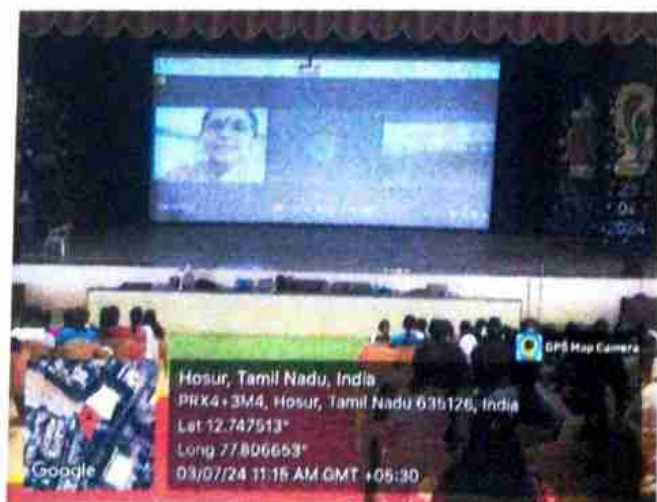 2024
GPS Map Camera
Hosur, Tamil Nadu, India
PRX4+3M4, Hosur, Tamil Nadu 635126, India
Lat 12.747513°
Long 77.806653°
03/07/24 11:15 AM GMT +05:30
Google